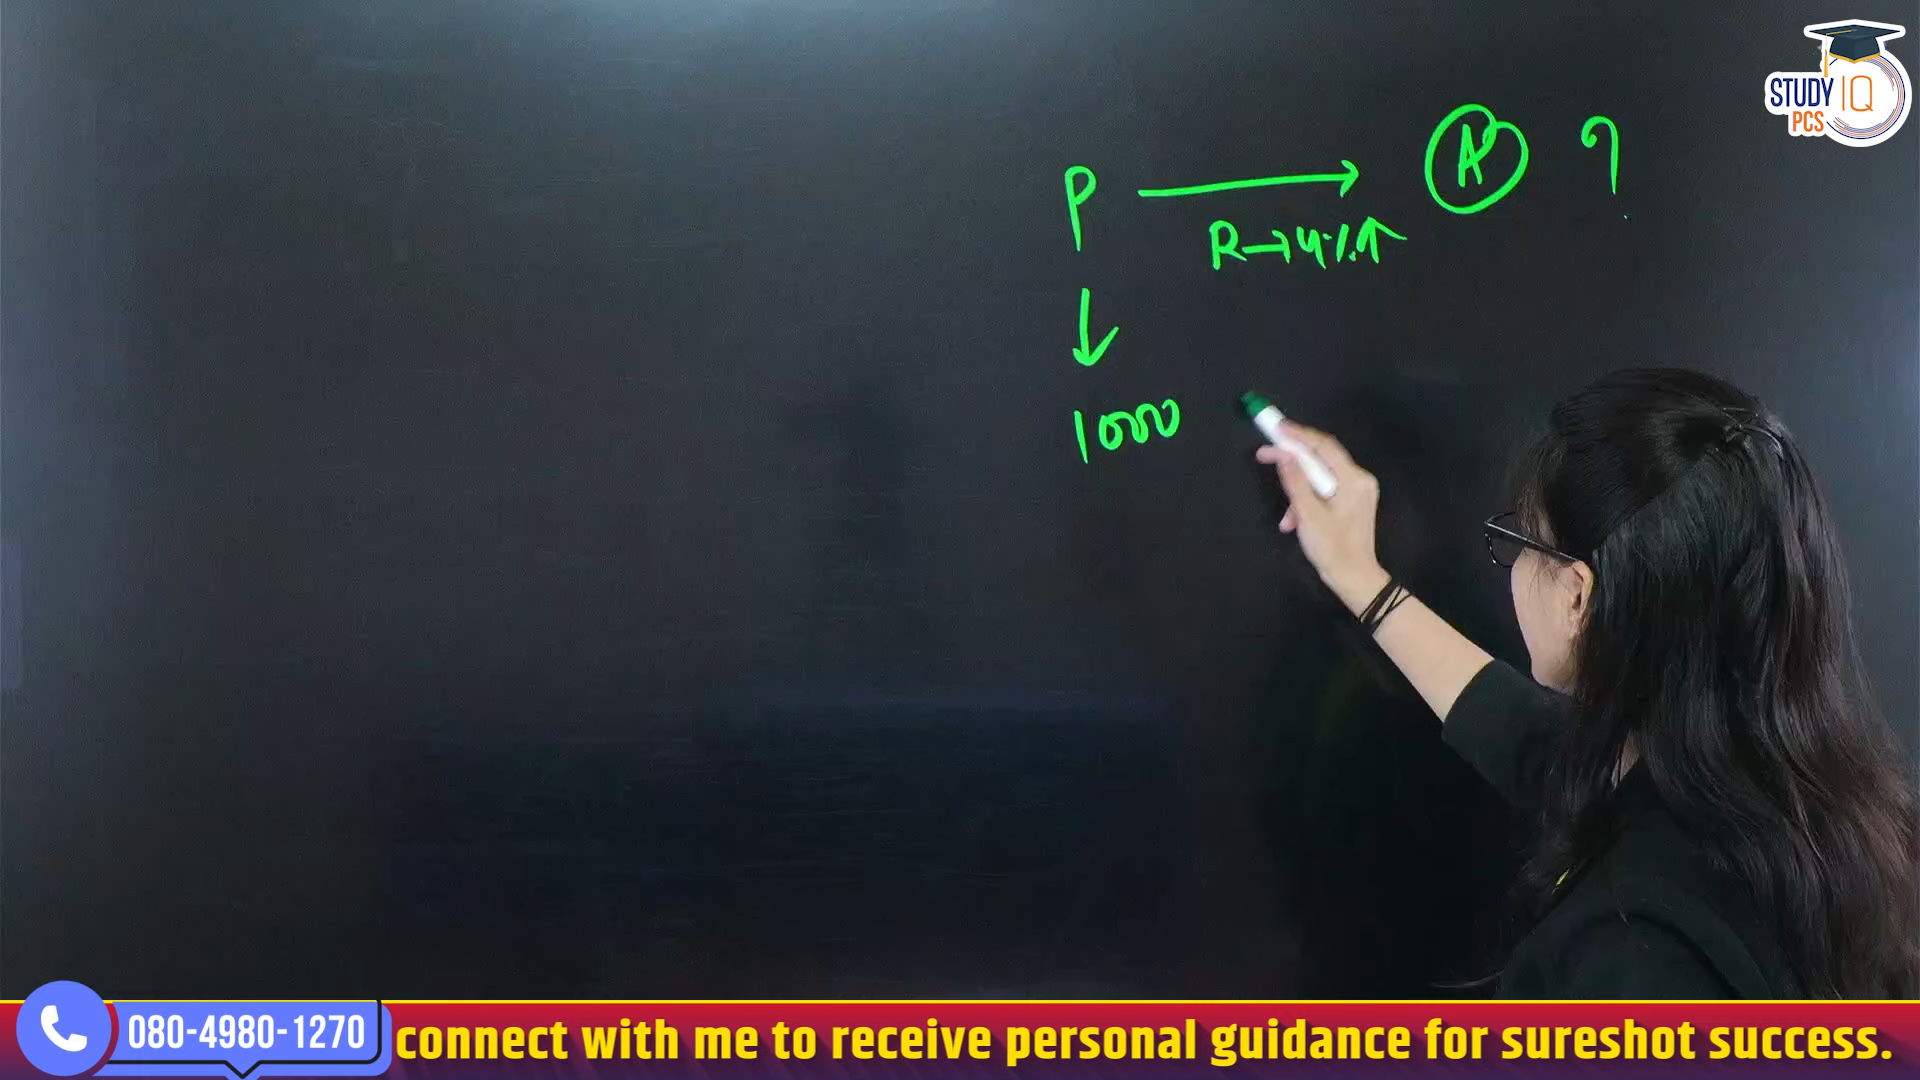 STUDY IQ
PCS
P → A ?
R → 4% ↑
↓
1000
080-4980-1270
connect with me to receive personal guidance for sureshot success.